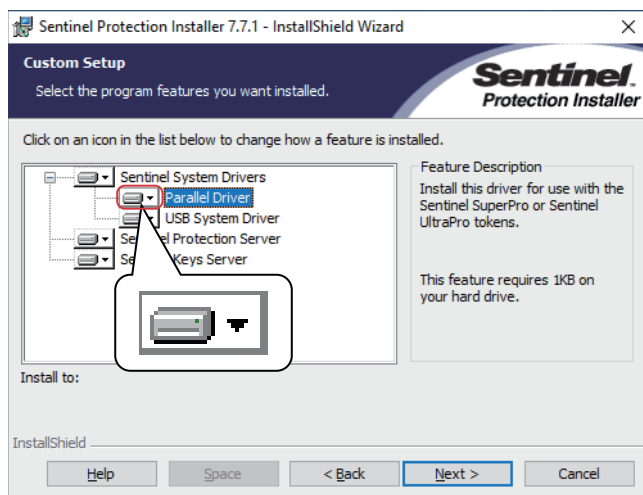 Sentinel Protection Installer 7.7.1 - InstallShield Wizard
Custom Setup
Select the program features you want installed.
Sentinel.
Protection Installer
Click on an icon in the list below to change how a feature is installed.
Sentinel System Drivers
Parallel Driver
USB System Driver
Se l Protection Server
Se Keys Server
Feature Description
Install this driver for use with the
Sentinel SuperPro or Sentinel
UltraPro tokens.
This feature requires 1KB on
your hard drive.
Install to:
InstallShield
Help
Space
< Back
Next >
Cancel